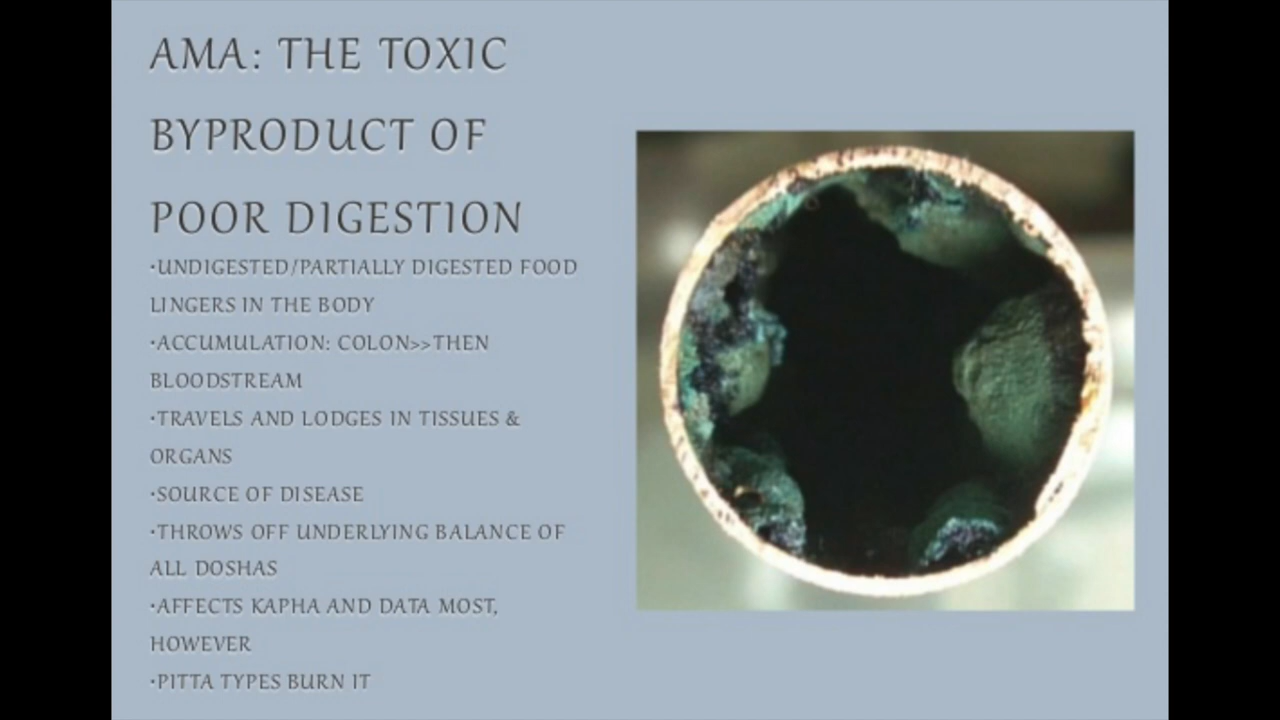 AMA: THE TOXIC
BYPRODUCT OF
POOR DIGESTION
•UNDIGESTED/PARTIALLY DIGESTED FOOD
LINGERS IN THE BODY
•ACCUMULATION: COLON>>THEN
BLOODSTREAM
•TRAVELS AND LODGES IN TISSUES &
ORGANS
•SOURCE OF DISEASE
•THROWS OFF UNDERLYING BALANCE OF
ALL DOSHAS
•AFFECTS KAPHA AND DATA MOST,
HOWEVER
•PITTA TYPES BURN IT